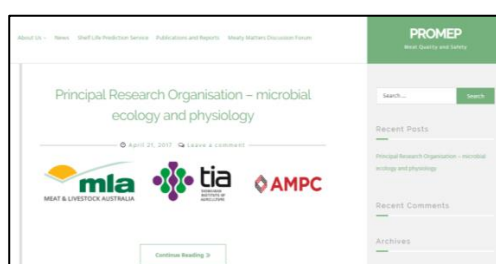 About Us News Shelf Life Prediction Service Publications and Reports Meaty Matters Discussion Forum
PROMEP
Meat Quality and Safety
Principal Research Organisation – microbial
ecology and physiology
April 21, 2017 Leave a comment
mla
MEAT & LIVESTOCK AUSTRALIA
tia
TASMANIAN
INSTITUTE OF
AGRICULTURE
AMPC
Continue Reading
Search ... Search
Recent Posts
Principal Research Organisation – microbial
ecology and physiology
Recent Comments
Archives